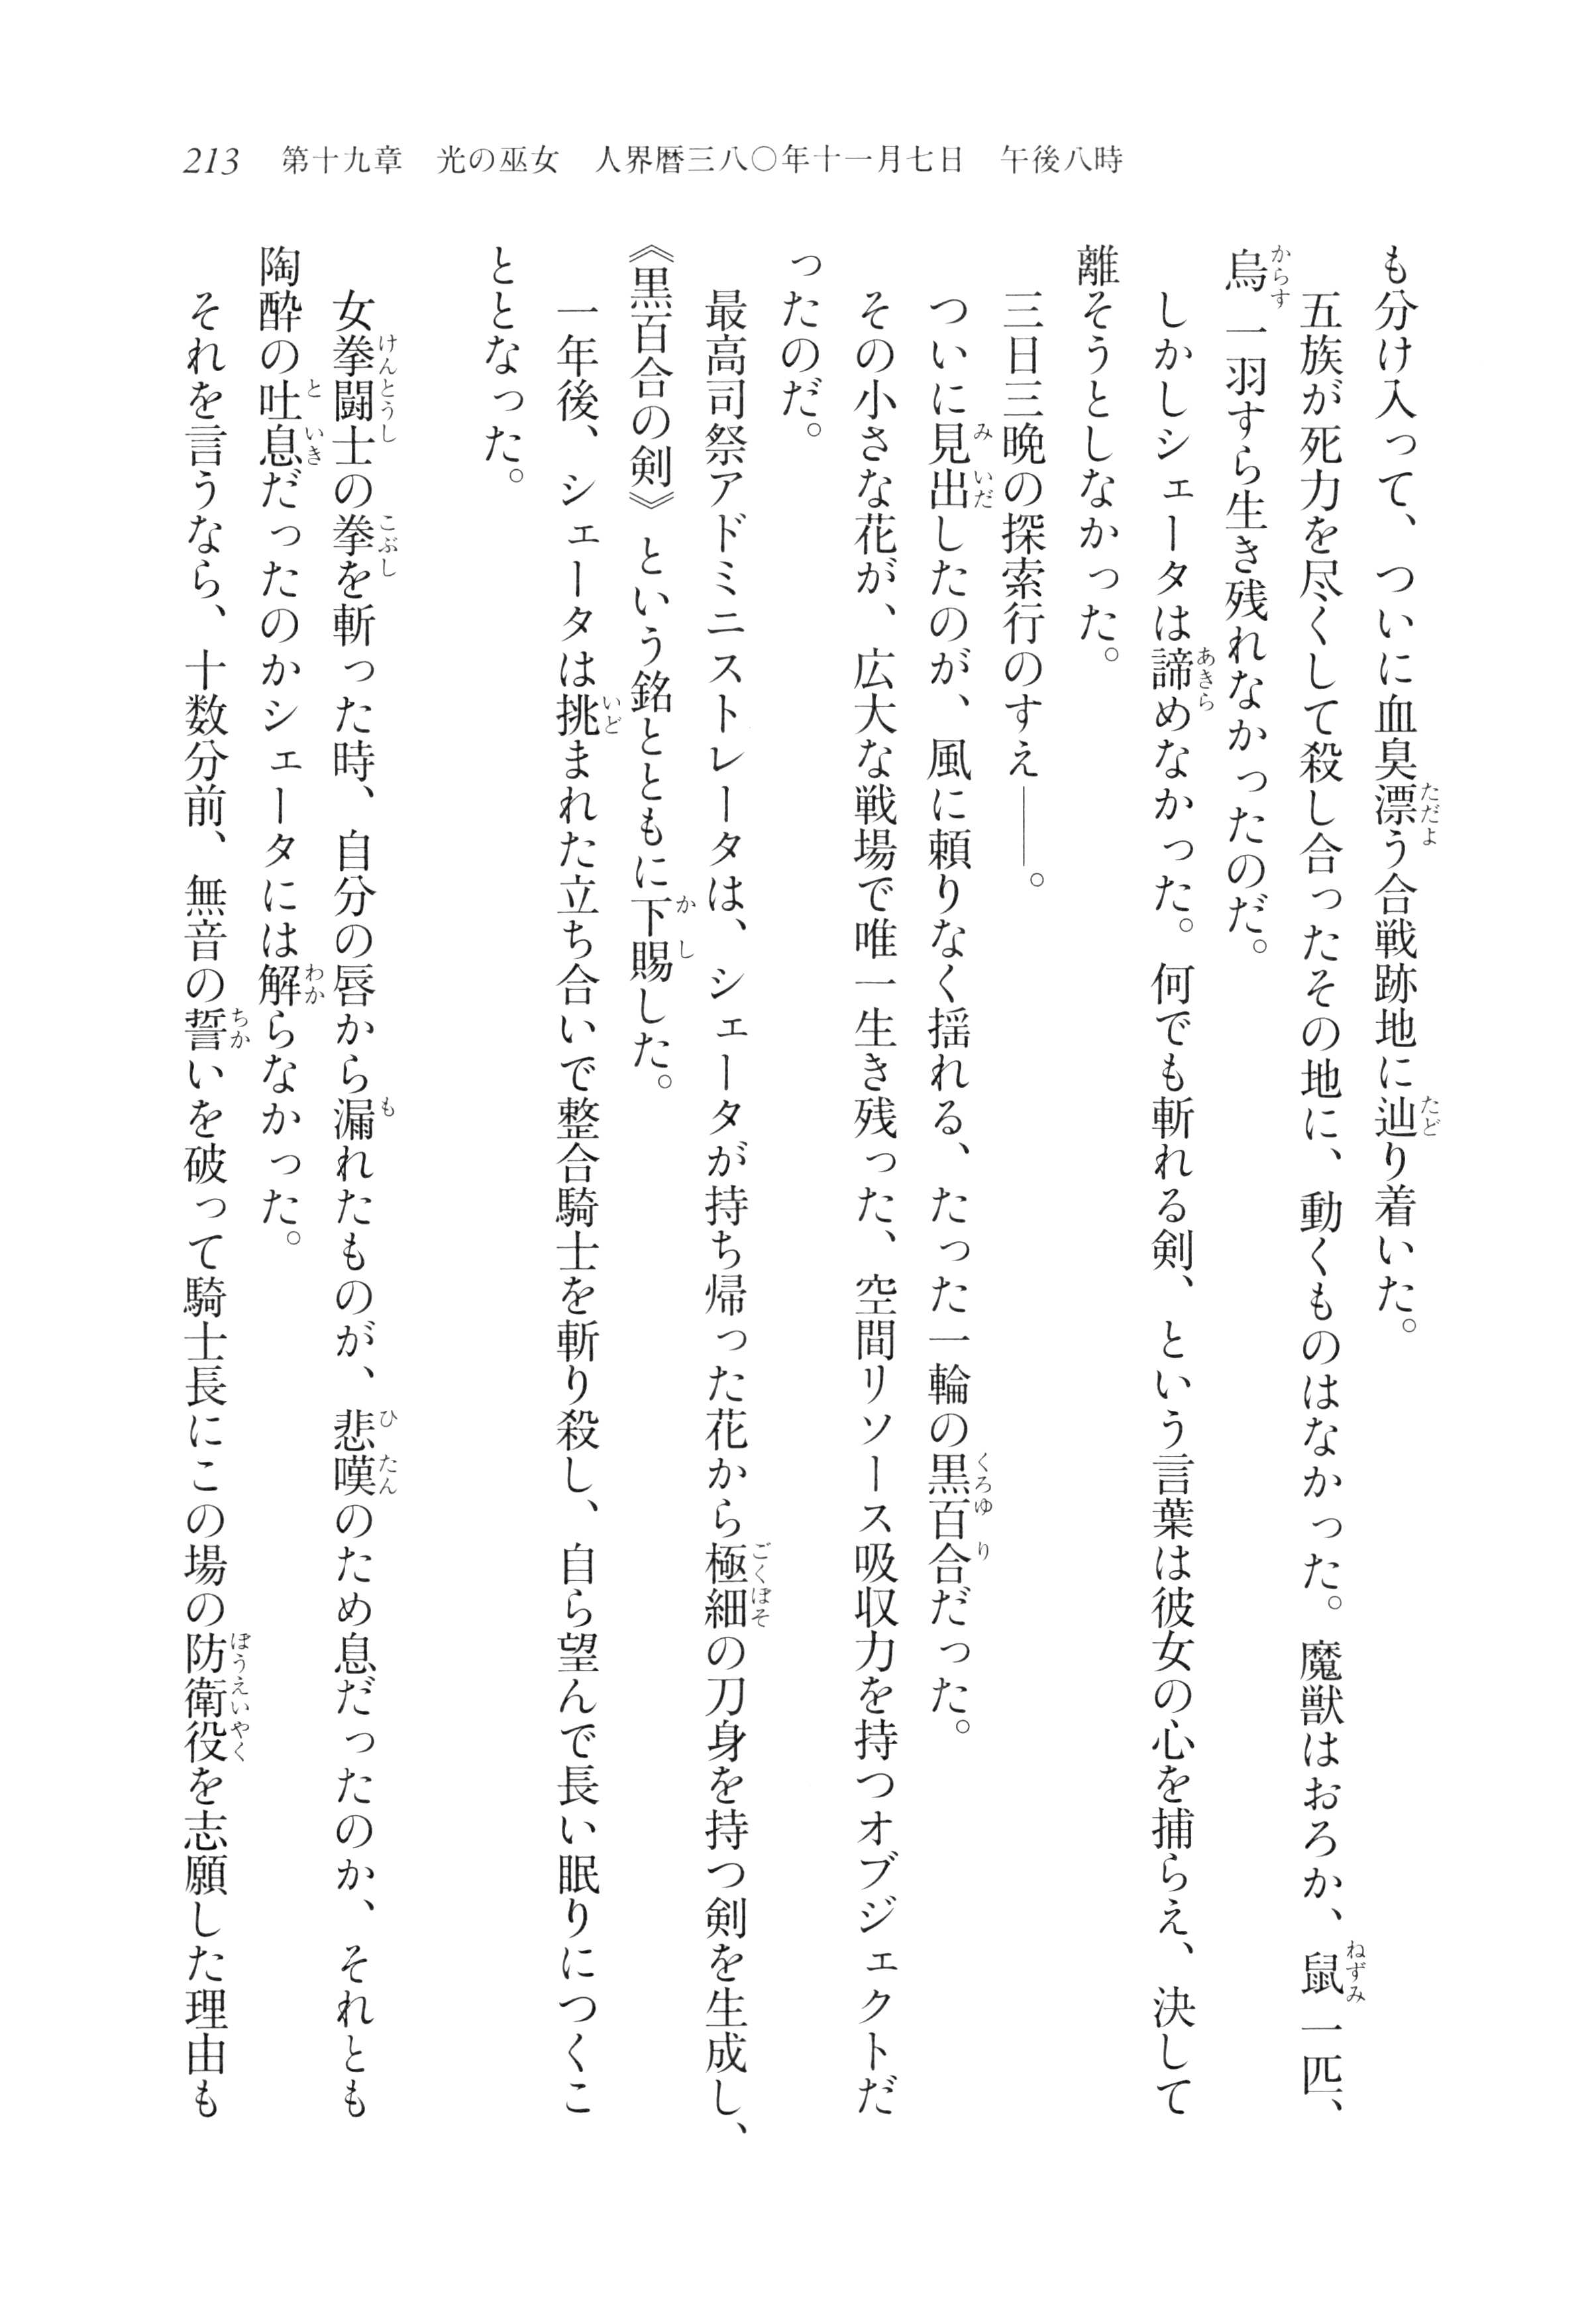 213　第十九章　光の巫女　人界暦三八〇年十一月七日　午後八時
も分け入って、ついに血臭漂う合戦跡地に辿り着いた。
五族が死力を尽くして殺し合ったその地に、動くものはなかった。魔獣はおろか、鼠一匹、
烏一羽すら生き残れなかったのだ。
しかしシェータは諦めなかった。何でも斬れる剣、という言葉は彼女の心を捕らえ、決して
離そうとしなかった。
三日三晩の探索行のすえ――。
ついに見出したのが、風に頼りなく揺れる、たった一輪の黒百合だった。
その小さな花が、広大な戦場で唯一生き残った、空間リソース吸収力を持つオブジェクトだ
ったのだ。
最高司祭アドミニストレータは、シェータが持ち帰った花から極細の刀身を持つ剣を生成し、
《黒百合の剣》という銘とともに下賜した。
一年後、シェータは挑まれた立ち合いで整合騎士を斬り殺し、自ら望んで長い眠りにつくこ
ととなった。
女拳闘士の拳を斬った時、自分の唇から漏れたものが、悲嘆のため息だったのか、それとも
陶酔の吐息だったのかシェータには解らなかった。
それを言うなら、十数分前、無音の誓いを破って騎士長にこの場の防衛役を志願した理由も